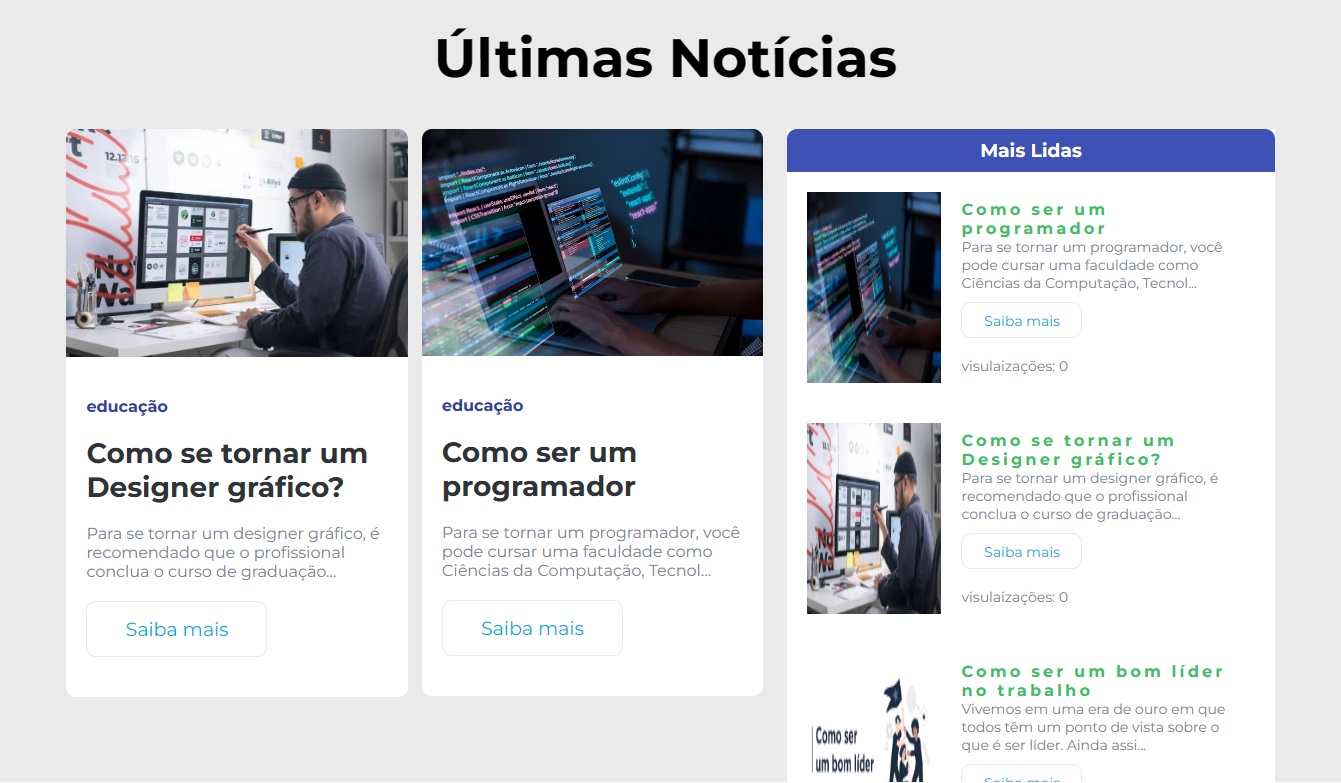 Últimas Notícias
12.12.16
educação
Como se tornar um
Designer gráfico?
Para se tornar um designer gráfico, é
recomendado que o profissional
conclua o curso de graduação...
Saiba mais
educação
Como ser um
programador
Para se tornar um programador, você
pode cursar uma faculdade como
Ciências da Computação, Tecnol...
Saiba mais
Mais Lidas
Como ser um
programador
Para se tornar um programador, você
pode cursar uma faculdade como
Ciências da Computação, Tecnol...
Saiba mais
visulaizações: 0
Como se tornar um
Designer gráfico?
Para se tornar um designer gráfico, é
recomendado que o profissional
conclua o curso de graduação...
Saiba mais
visulaizações: 0
Como ser
um bom líder
Como ser um bom líder
no trabalho
Vivemos em uma era de ouro em que
todos têm um ponto de vista sobre o
que é ser líder. Ainda assi...
Saiba mais